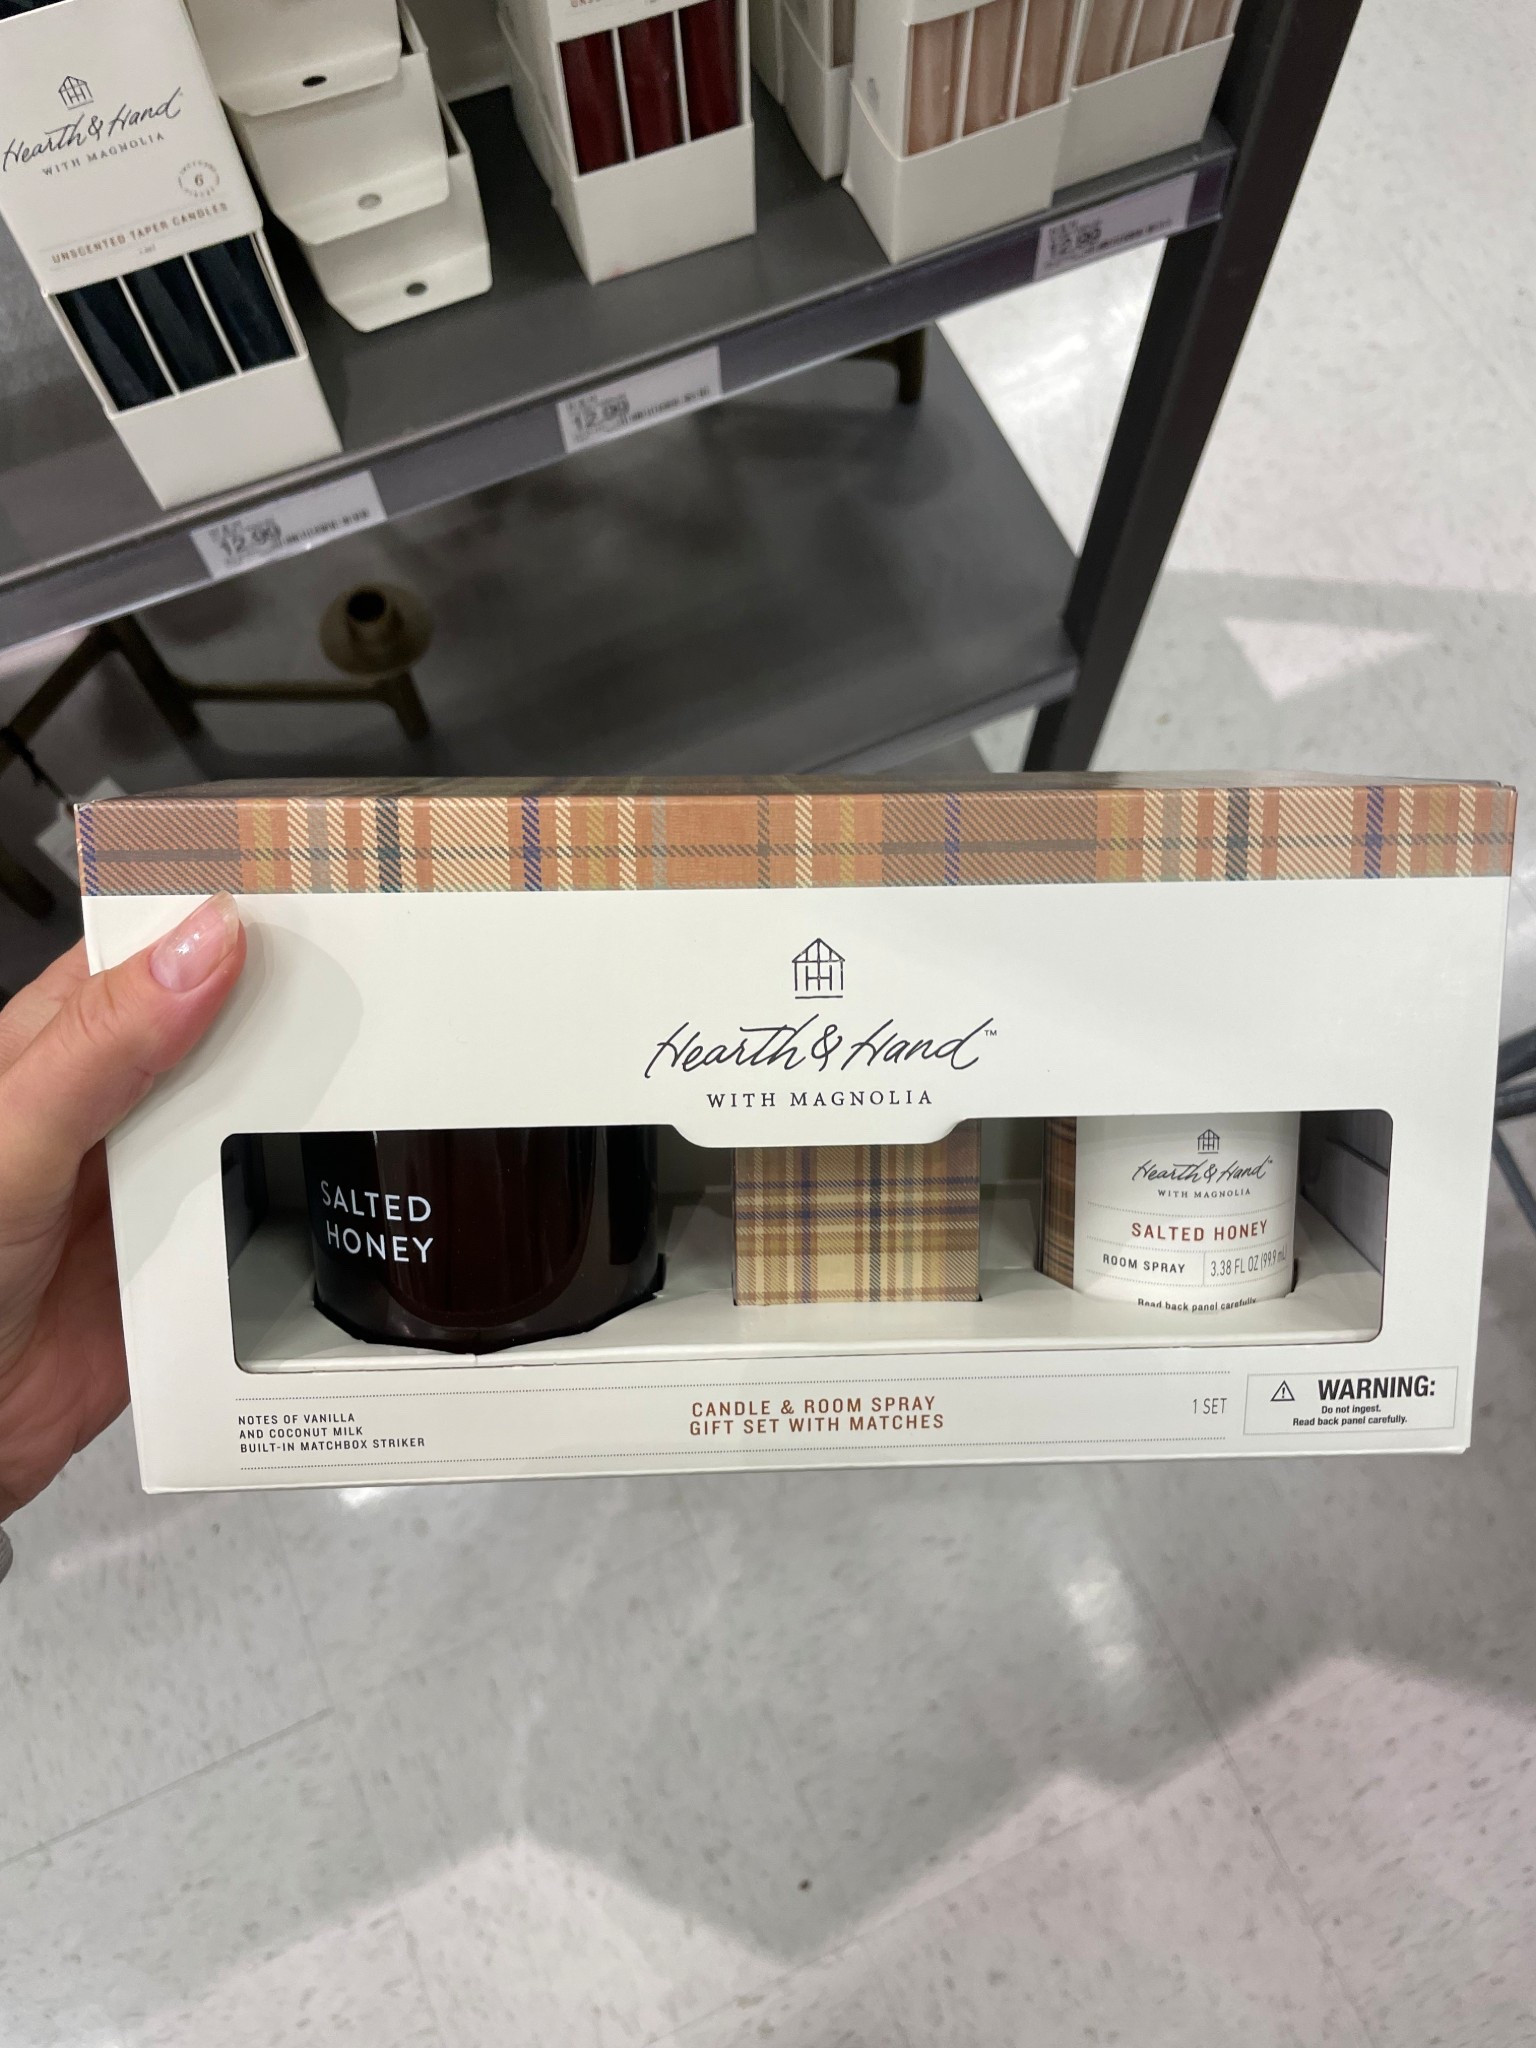 Hearth & Hand
WITH MAGNOLIA
6
UNSCENTED TAPER CANDLES
12.99
12.99
12.99
Hearth & Hand™
WITH MAGNOLIA
SALTED
HONEY
Hearth & Hand™
WITH MAGNOLIA
SALTED HONEY
ROOM SPRAY 3.38 FL OZ (99.9 mL)
Read back panel carefully.
NOTES OF VANILLA
AND COCONUT MILK
BUILT-IN MATCHBOX STRIKER
CANDLE & ROOM SPRAY
GIFT SET WITH MATCHES
1 SET
WARNING:
Do not ingest.
Read back panel carefully.